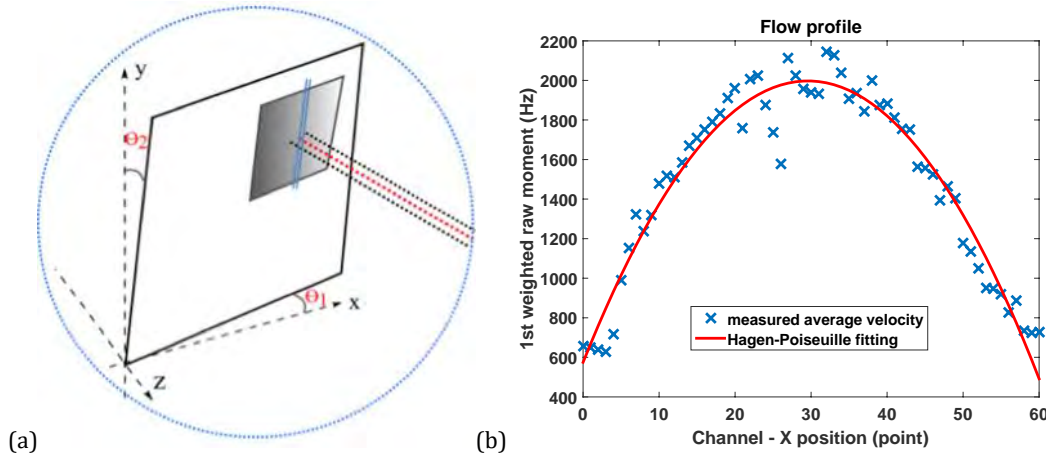 y
ϴ2
ϴ1
x
z
(a)
Flow profile
1st weighted raw moment (Hz)
2200
2000
1800
1600
1400
1200
1000
800
600
400
measured average velocity
Hagen-Poiseuille fitting
0 10 20 30 40 50 60
Channel - X position (point)
(b)